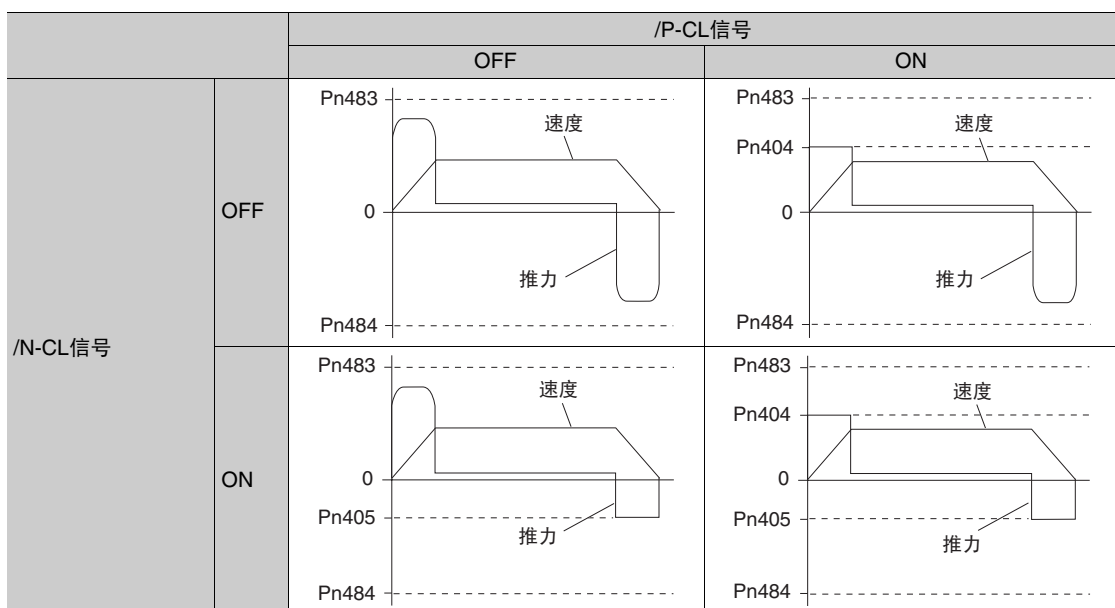 /P-CL信号
OFF
ON
/N-CL信号
OFF
Pn483
速度
0
推力
Pn484
Pn483
Pn404
速度
0
推力
Pn484
ON
Pn483
速度
0
Pn405
推力
Pn484
Pn483
Pn404
速度
0
Pn405
推力
Pn484